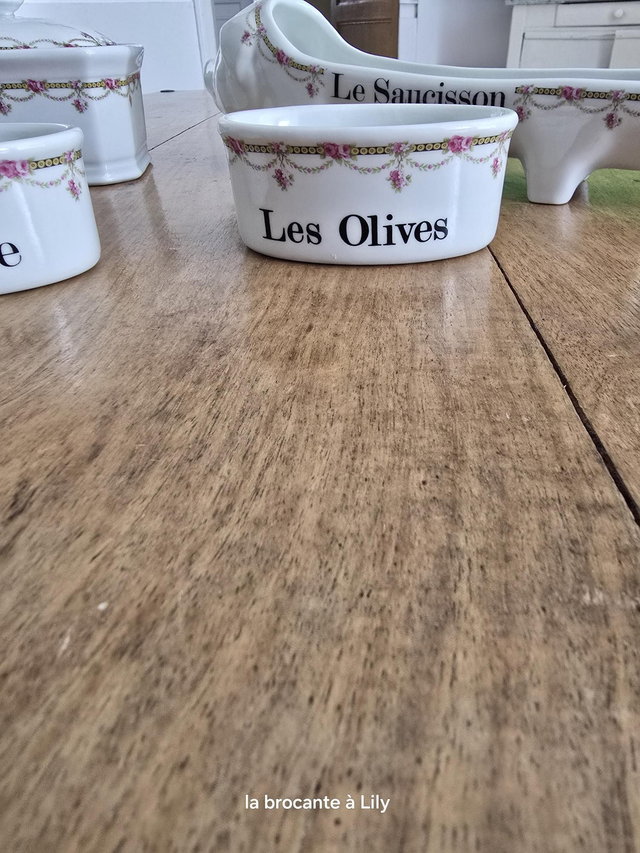 Le Saucisson
Les Olives
e
la brocante à Lily